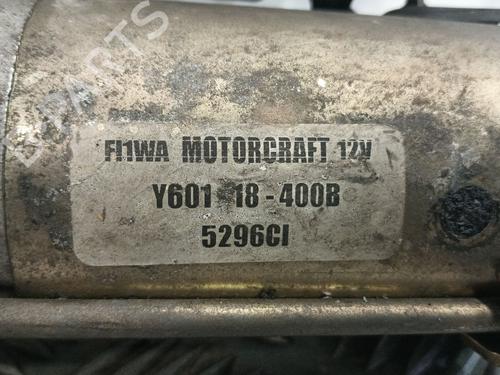 FI1WA MOTORCRAFT 12V
Y601 18-400B
5296CI